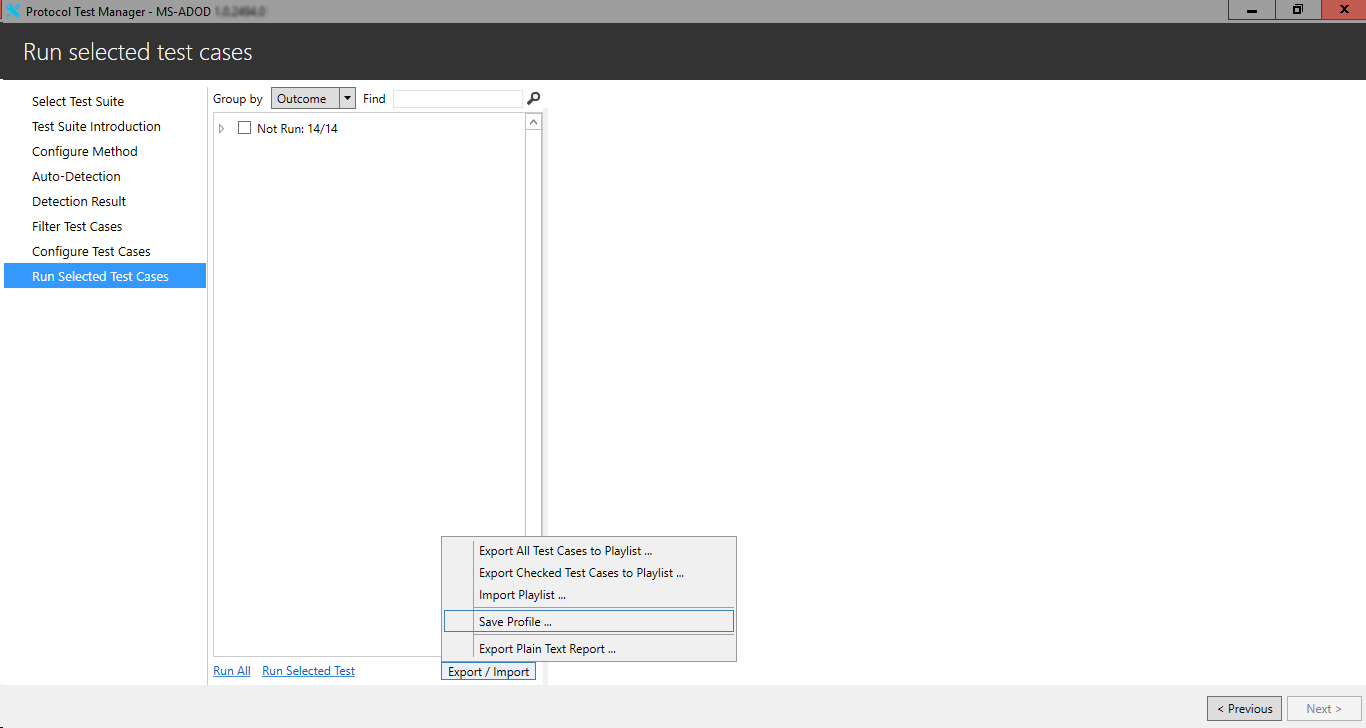 Protocol Test Manager - MS-ADOD
Run selected test cases
Select Test Suite
Test Suite Introduction
Configure Method
Auto-Detection
Detection Result
Filter Test Cases
Configure Test Cases
Run Selected Test Cases
Group by Outcome Find
Not Run: 14/14
Export All Test Cases to Playlist ...
Export Checked Test Cases to Playlist ...
Import Playlist ...
Save Profile ...
Export Plain Text Report ...
Run All Run Selected Test Export / Import
< Previous Next >